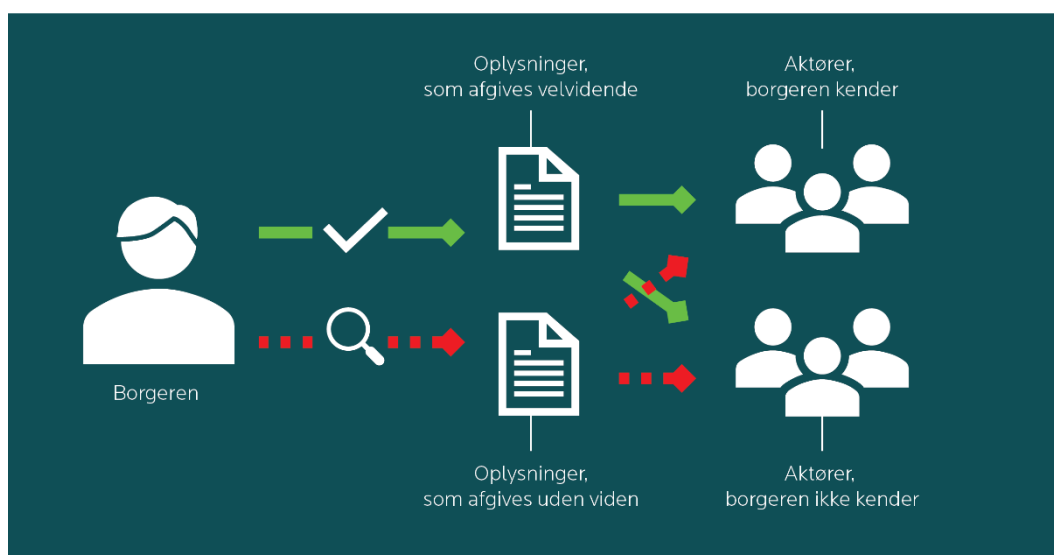 Oplysninger,
som afgives velvidende
Aktører,
borgeren kender
Borgeren
Oplysninger,
som afgives uden viden
Aktører,
borgeren ikke kender